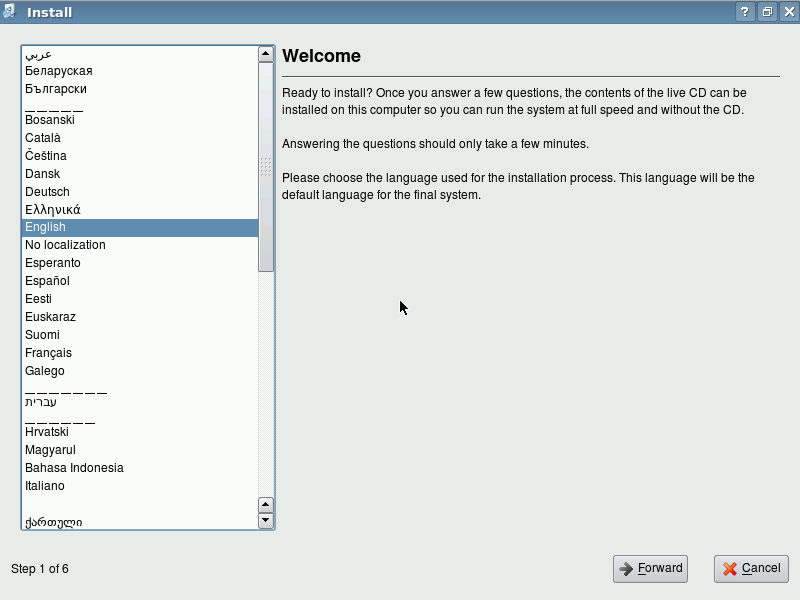 Install
عربي
Беларуская
Български
Bosanski
Català
Čeština
Dansk
Deutsch
Ελληνικά
English
No localization
Esperanto
Español
Eesti
Euskaraz
Suomi
Français
Galego
עברית
Hrvatski
Magyarul
Bahasa Indonesia
Italiano
ქართული
Welcome
Ready to install? Once you answer a few questions, the contents of the live CD can be
installed on this computer so you can run the system at full speed and without the CD.
Answering the questions should only take a few minutes.
Please choose the language used for the installation process. This language will be the
default language for the final system.
Step 1 of 6
Forward
Cancel